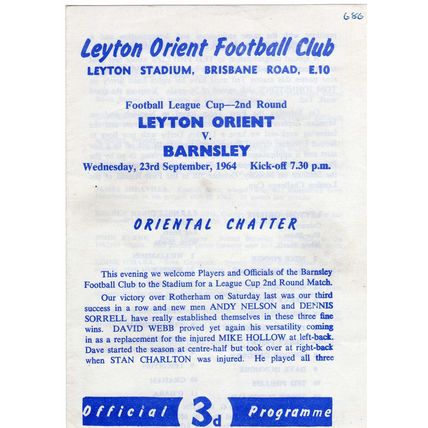 686
Leyton Orient Football Club
LEYTON STADIUM, BRISBANE ROAD, E.10
Football League Cup—2nd Round
LEYTON ORIENT
V.
BARNSLEY
Wednesday, 23rd September, 1964 Kick-off 7.30 p.m.
ORIENTAL CHATTER
This evening we welcome Players and Officials of the Barnsley
Football Club to the Stadium for a League Cup 2nd Round Match.
Our victory over Rotherham on Saturday last was our third
success in a row and new men ANDY NELSON and DENNIS
SORRELL have really established themselves in these three fine
wins. DAVID WEBB proved yet again his versatility coming
in as a replacement for the injured MIKE HOLLOW at left-back.
Dave started the season at centre-half but took over at right-back
when STAN CHARLTON was injured. He played all three
Official 3d Programme